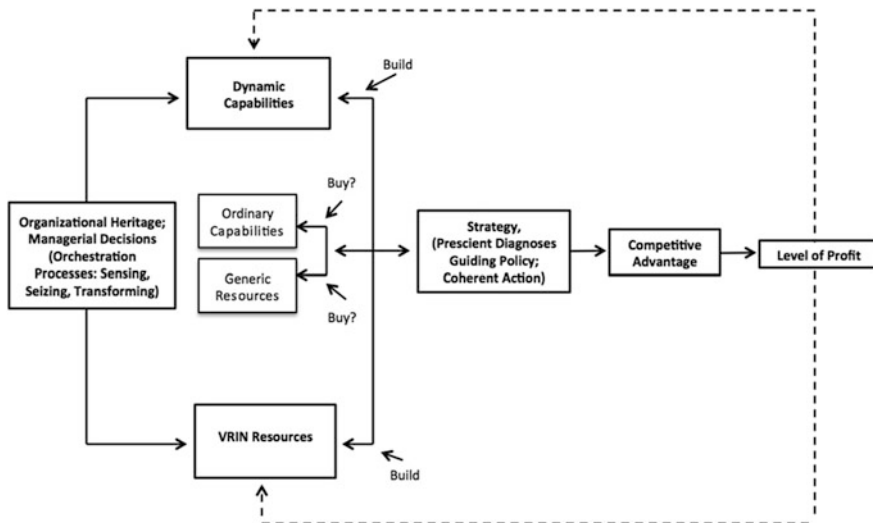 Build
Dynamic
Capabilities
Buy?
Organizational Heritage;
Managerial Decisions
(Orchestration
Processes: Sensing,
Seizing, Transforming)
Ordinary
Capabilities
Generic
Resources
Buy?
Strategy,
(Prescient Diagnoses
Guiding Policy;
Coherent Action)
Competitive
Advantage
Level of Profit
VRIN Resources
Build